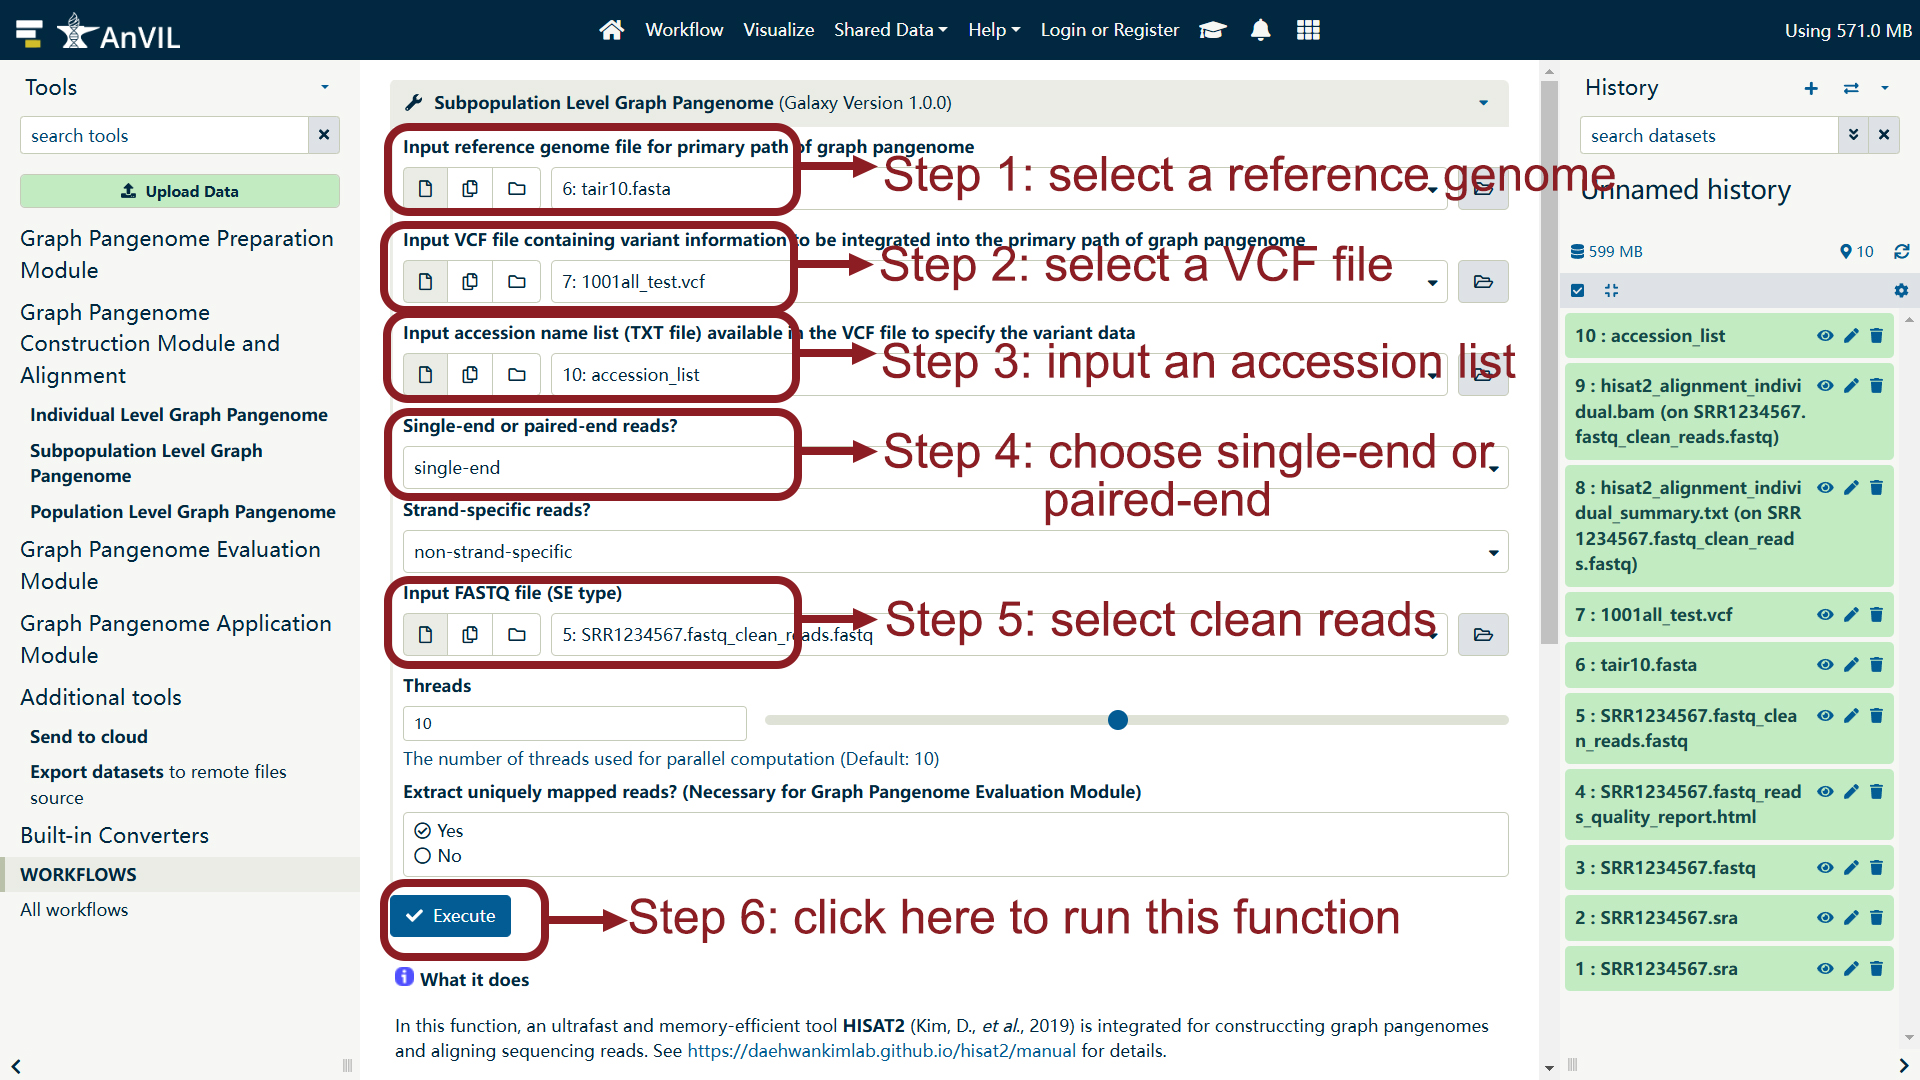 AnVIL
Workflow Visualize Shared Data Help Login or Register
Using 571.0 MB
Tools
search tools
Upload Data
Graph Pangenome Preparation
Module
Graph Pangenome
Construction Module and
Alignment
Individual Level Graph Pangenome
Subpopulation Level Graph
Pangenome
Population Level Graph Pangenome
Graph Pangenome Evaluation
Module
Graph Pangenome Application
Module
Additional tools
Send to cloud
Export datasets to remote files
source
Built-in Converters
WORKFLOWS
All workflows
Subpopulation Level Graph Pangenome (Galaxy Version 1.0.0)
Input reference genome file for primary path of graph pangenome
6: tair10.fasta
Step 1: select a reference genome
Input VCF file containing variant information to be integrated into the primary path of graph pangenome
7: 1001all_test.vcf
Step 2: select a VCF file
Input accession name list (TXT file) available in the VCF file to specify the variant data
10: accession_list
Step 3: input an accession list
Single-end or paired-end reads?
single-end
Step 4: choose single-end or
paired-end
Strand-specific reads?
non-strand-specific
Input FASTQ file (SE type)
5: SRR1234567.fastq_clean_reads.fastq
Step 5: select clean reads
Threads
10
The number of threads used for parallel computation (Default: 10)
Extract uniquely mapped reads? (Necessary for Graph Pangenome Evaluation Module)
Yes
No
Execute
Step 6: click here to run this function
What it does
In this function, an ultrafast and memory-efficient tool HISAT2 (Kim, D., et al., 2019) is integrated for construccting graph pangenomes
and aligning sequencing reads. See https://daehwankimlab.github.io/hisat2/manual for details.
History
search datasets
Unnamed history
599 MB
10
10 : accession_list
9 : hisat2_alignment_indivi
dual.bam (on SRR1234567.
fastq_clean_reads.fastq)
8 : hisat2_alignment_indivi
dual_summary.txt (on SRR
1234567.fastq_clean_read
s.fastq)
7 : 1001all_test.vcf
6 : tair10.fasta
5 : SRR1234567.fastq_clea
n_reads.fastq
4 : SRR1234567.fastq_read
s_quality_report.html
3 : SRR1234567.fastq
2 : SRR1234567.sra
1 : SRR1234567.sra